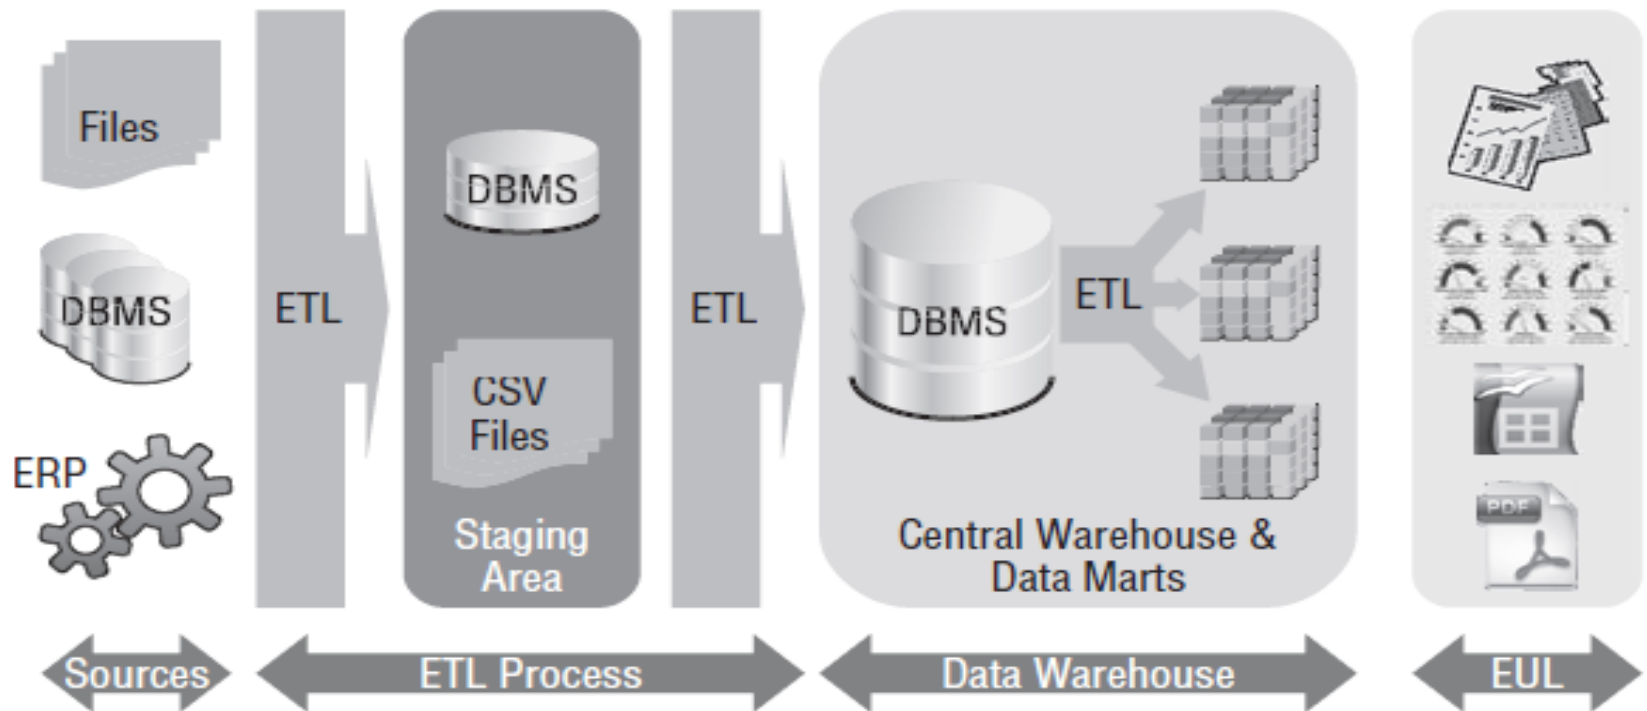 Files
DBMS
ERP
ETL
DBMS
CSV
Files
Staging
Area
ETL
DBMS
ETL
Central Warehouse &
Data Marts
PDF
Sources
ETL Process
Data Warehouse
EUL